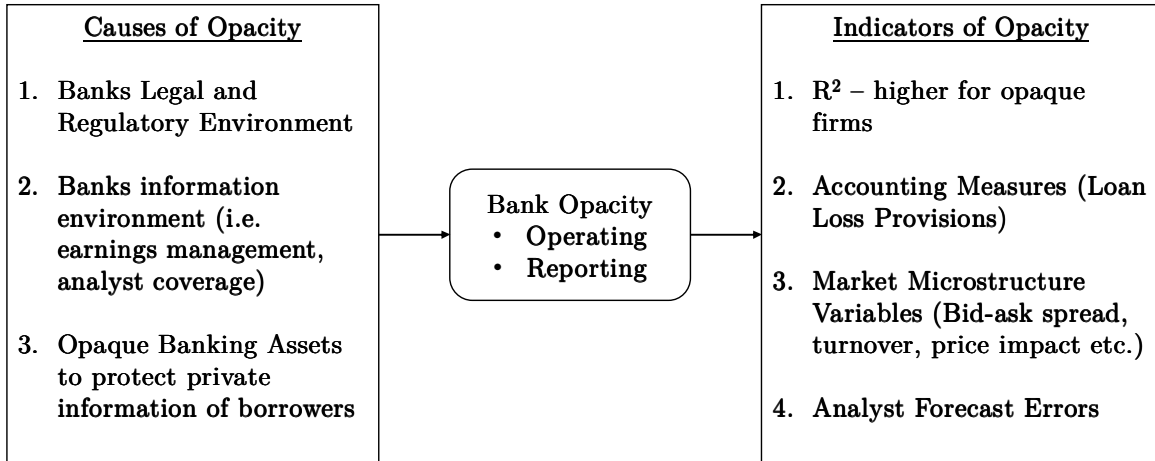 Causes of Opacity
1. Banks Legal and
Regulatory Environment
2. Banks information
environment (i.e.
earnings management,
analyst coverage)
3. Opaque Banking Assets
to protect private
information of borrowers
Bank Opacity
• Operating
• Reporting
Indicators of Opacity
1. R² – higher for opaque
firms
2. Accounting Measures (Loan
Loss Provisions)
3. Market Microstructure
Variables (Bid-ask spread,
turnover, price impact etc.)
4. Analyst Forecast Errors